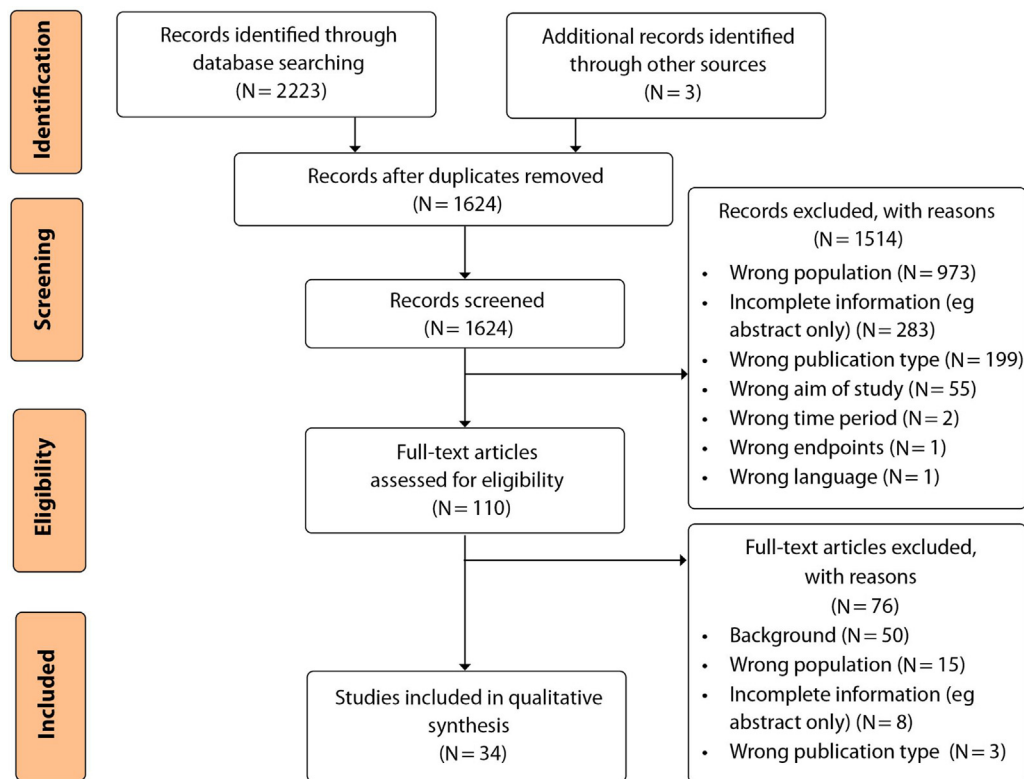 Identification
Records identified through
database searching
(N = 2223)
Additional records identified
through other sources
(N = 3)
Records after duplicates removed
(N = 1624)
Screening
Records screened
(N = 1624)
Records excluded, with reasons
(N = 1514)
• Wrong population (N = 973)
• Incomplete information (eg
abstract only) (N = 283)
• Wrong publication type (N = 199)
• Wrong aim of study (N = 55)
• Wrong time period (N = 2)
• Wrong endpoints (N = 1)
• Wrong language (N = 1)
Eligibility
Full-text articles
assessed for eligibility
(N = 110)
Full-text articles excluded,
with reasons
(N = 76)
• Background (N = 50)
• Wrong population (N = 15)
• Incomplete information (eg
abstract only) (N = 8)
• Wrong publication type (N = 3)
Included
Studies included in qualitative
synthesis
(N = 34)